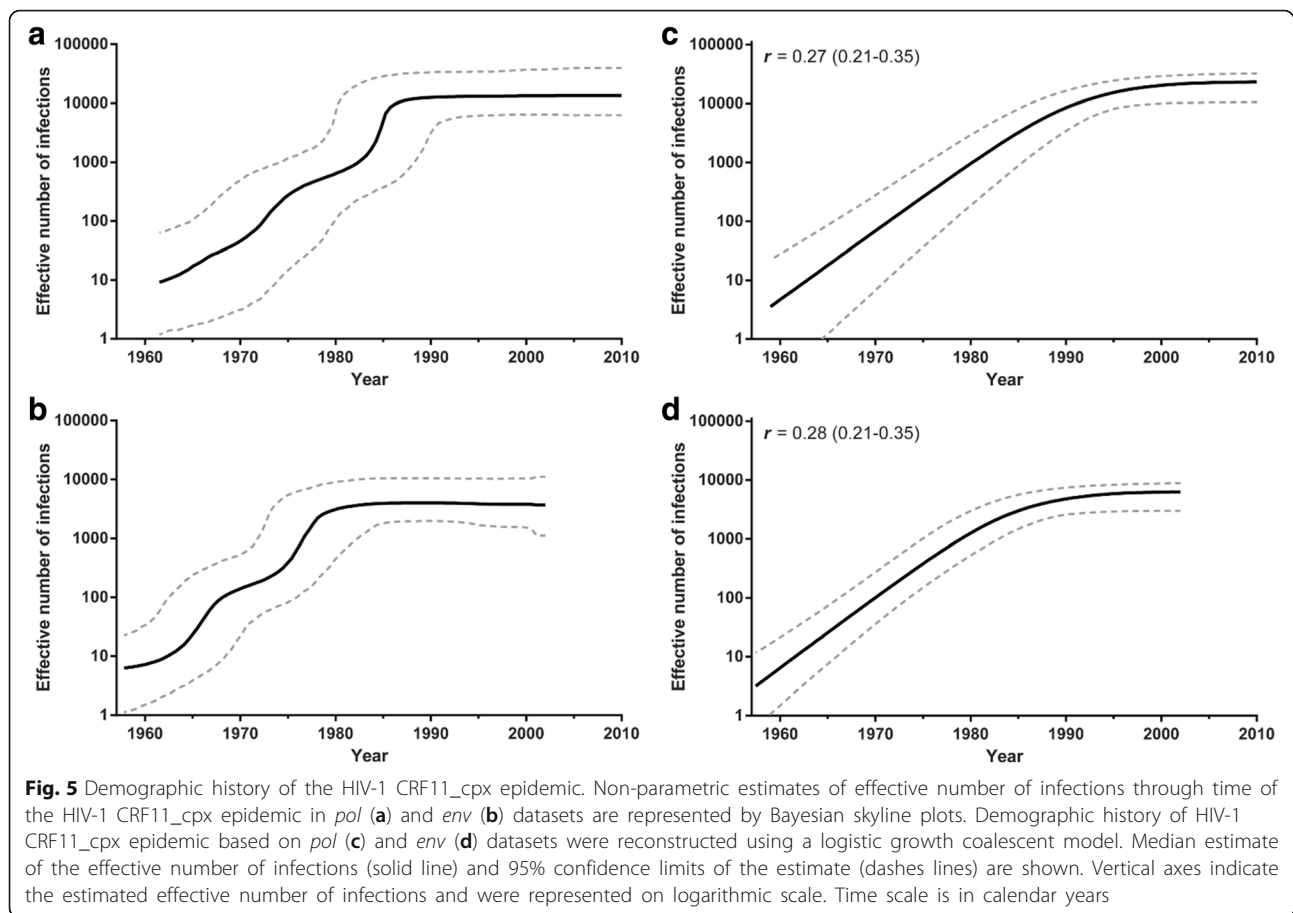 a
100000
10000
1000
100
10
1
Effective number of infections
1960 1970 1980 1990 2000 2010
Year
c
r = 0.27 (0.21-0.35)
100000
10000
1000
100
10
1
Effective number of infections
1960 1970 1980 1990 2000 2010
Year
b
100000
10000
1000
100
10
1
Effective number of infections
1960 1970 1980 1990 2000 2010
Year
d
r = 0.28 (0.21-0.35)
100000
10000
1000
100
10
1
Effective number of infections
1960 1970 1980 1990 2000 2010
Year
Fig. 5 Demographic history of the HIV-1 CRF11_cpx epidemic. Non-parametric estimates of effective number of infections through time of
the HIV-1 CRF11_cpx epidemic in pol (a) and env (b) datasets are represented by Bayesian skyline plots. Demographic history of HIV-1
CRF11_cpx epidemic based on pol (c) and env (d) datasets were reconstructed using a logistic growth coalescent model. Median estimate
of the effective number of infections (solid line) and 95% confidence limits of the estimate (dashes lines) are shown. Vertical axes indicate
the estimated effective number of infections and were represented on logarithmic scale. Time scale is in calendar years